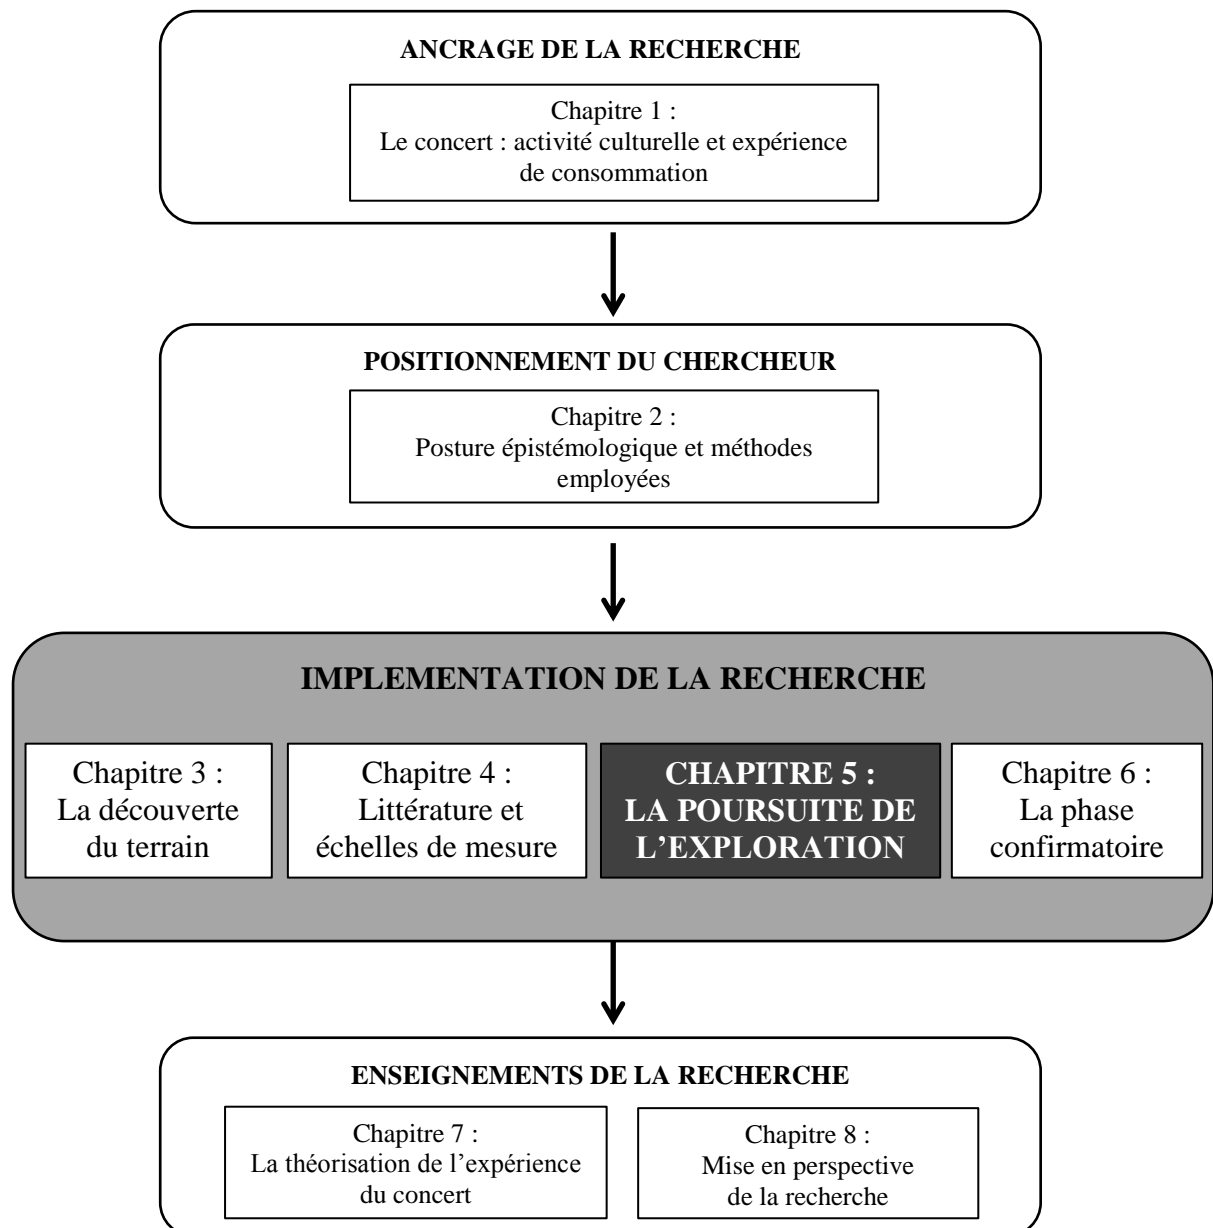 ANCRAGE DE LA RECHERCHE
Chapitre 1 :
Le concert : activité culturelle et expérience
de consommation
POSITIONNEMENT DU CHERCHEUR
Chapitre 2 :
Posture épistémologique et méthodes
employées
IMPLEMENTATION DE LA RECHERCHE
Chapitre 3 :
La découverte
du terrain
Chapitre 4 :
Littérature et
échelles de mesure
CHAPITRE 5 :
LA POURSUITE DE
L’EXPLORATION
Chapitre 6 :
La phase
confirmatoire
ENSEIGNEMENTS DE LA RECHERCHE
Chapitre 7 :
La théorisation de l’expérience
du concert
Chapitre 8 :
Mise en perspective
de la recherche